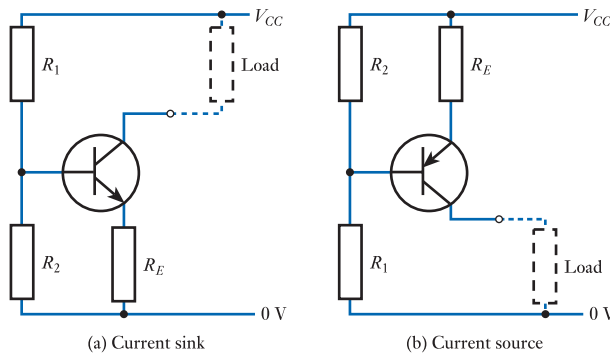 V_CC
R_1
Load
R_2
R_E
0 V
(a) Current sink
V_CC
R_2
R_E
R_1
Load
0 V
(b) Current source